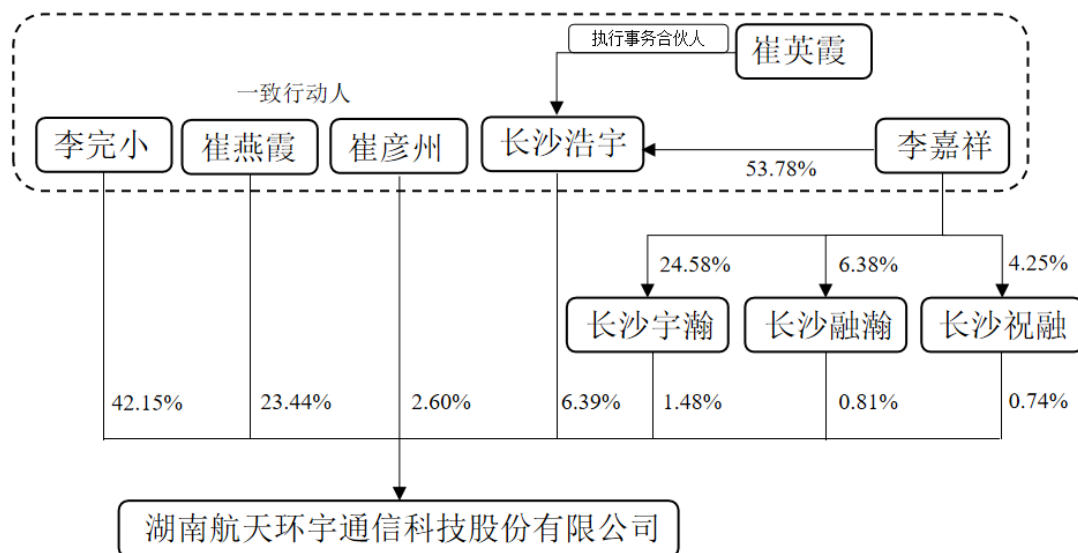 执行事务合伙人
崔英霞
一致行动人
李完小
崔燕霞
崔彦州
长沙浩宇
李嘉祥
53.78%
24.58%
6.38%
4.25%
长沙宇瀚
长沙融瀚
长沙祝融
42.15%
23.44%
2.60%
6.39%
1.48%
0.81%
0.74%
湖南航天环宇通信科技股份有限公司